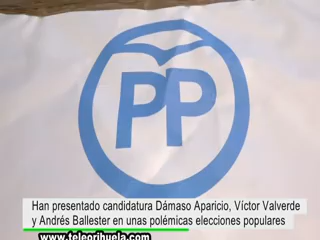 PP
Han presentado candidatura Dámaso Aparicio, Víctor Valverde
y Andrés Ballester en unas polémicas elecciones populares
www.teleorihuela.com